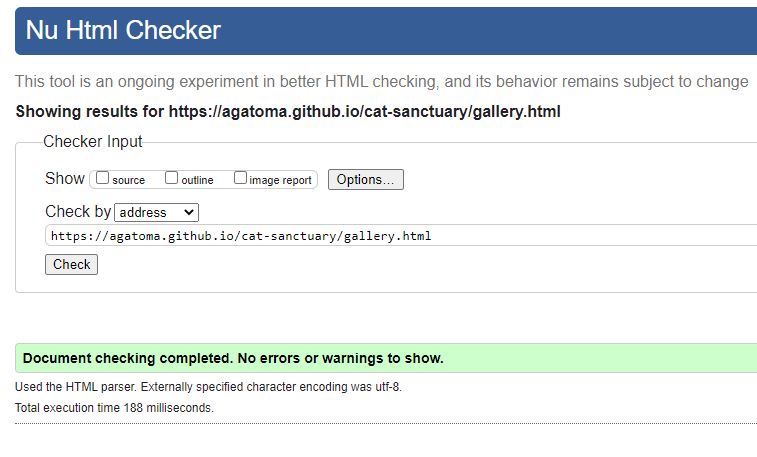 Nu Html Checker
This tool is an ongoing experiment in better HTML checking, and its behavior remains subject to change
Showing results for https://agatoma.github.io/cat-sanctuary/gallery.html
Checker Input
Show source outline image report Options...
Check by address
https://agatoma.github.io/cat-sanctuary/gallery.html
Check
Document checking completed. No errors or warnings to show.
Used the HTML parser. Externally specified character encoding was utf-8.
Total execution time 188 milliseconds.